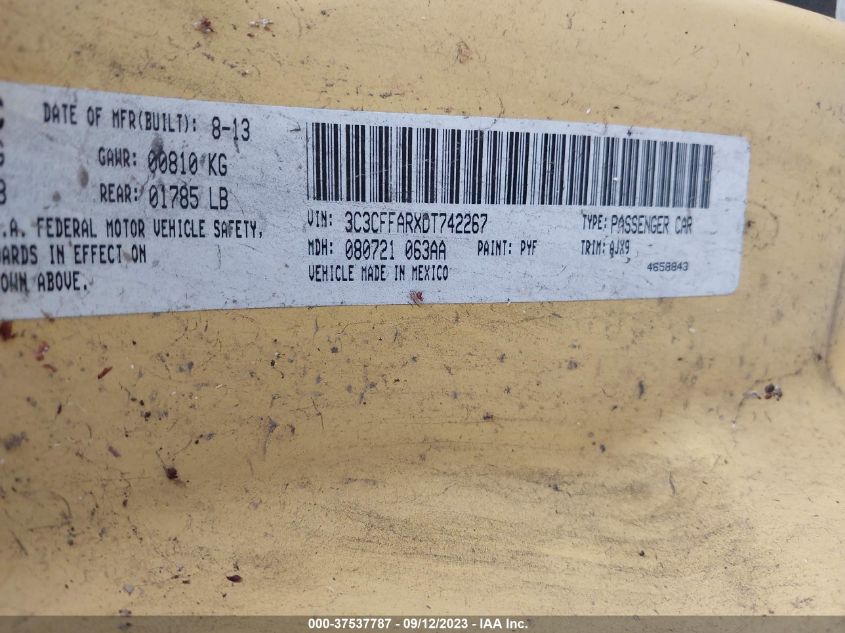 DATE OF MFR(BUILT): 8-13
GAWR: 00810 KG
REAR: 01785 LB
.A. FEDERAL MOTOR VEHICLE SAFETY,
ARDS IN EFFECT ON
OWN ABOVE.
VIN: 3C3CFFARXDT742267 TYPE: PASSENGER CAR
MDH: 080721 063AA PAINT: PYF TRIM: AJX9
VEHICLE MADE IN MEXICO 4658843
000-37537787 - 09/12/2023 - IAA Inc.